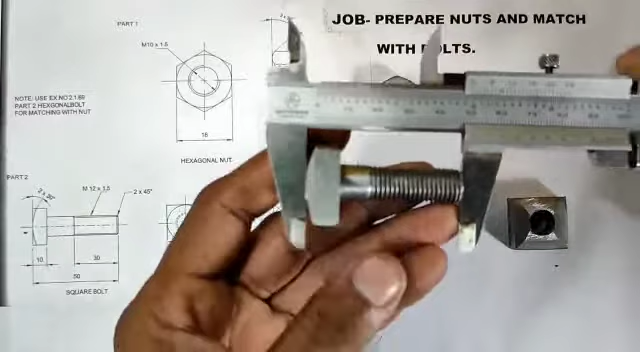 PART 1
JOB- PREPARE NUTS AND MATCH
WITH BOLTS.
M10 x 1.5
NOTE: USE EX.NO 2.1.69
PART 2 HEXGONALBOLT
FOR MATCHING WITH NUT
16
HEXAGONAL NUT
PART 2
M 12 x 1.5
2 x 45°
10
30
50
SQUARE BOLT